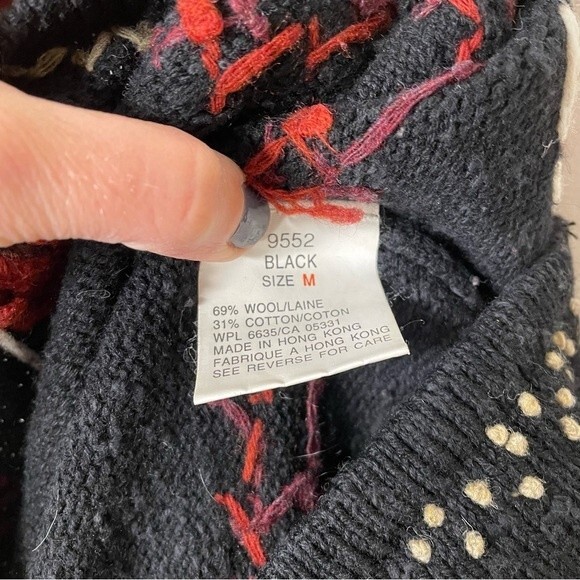 9552
BLACK
SIZE M
69% WOOL/LAINE
31% COTTON/COTON
WPL 6635/CA 05331
MADE IN HONG KONG
FABRIQUE A HONG KONG
SEE REVERSE FOR CARE